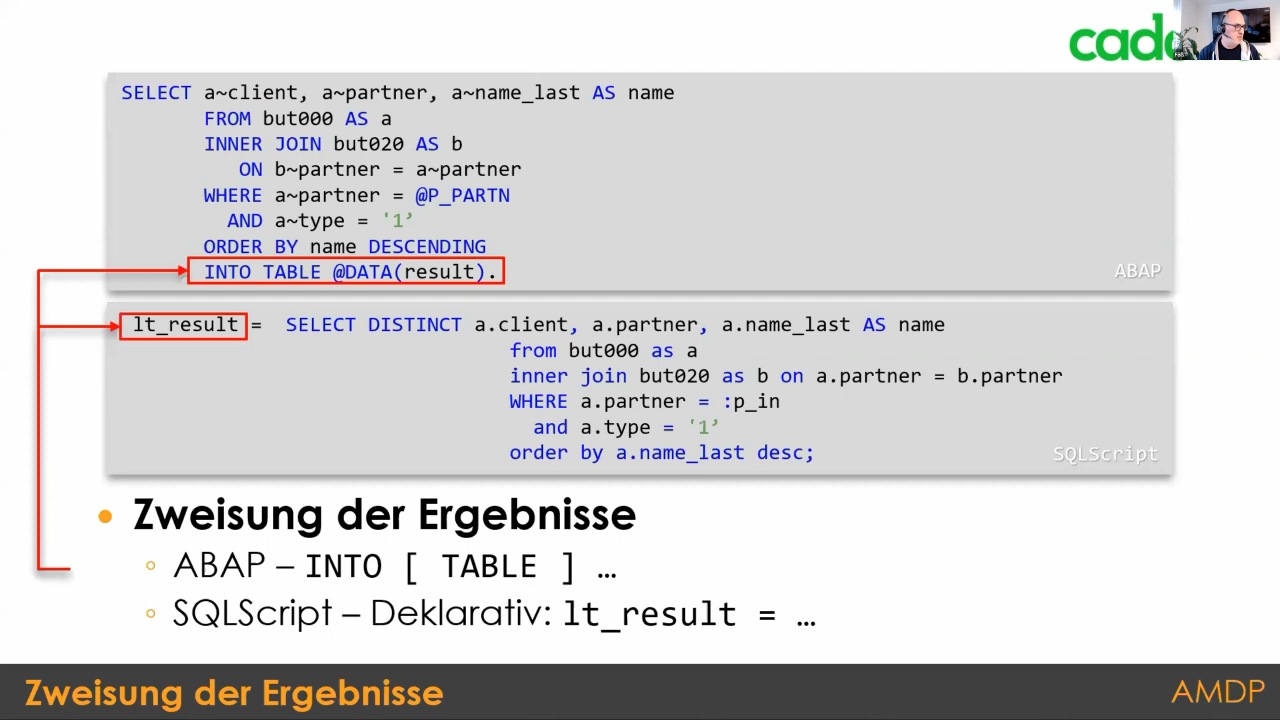 cade
SELECT a~client, a~partner, a~name_last AS name
FROM but000 AS a
INNER JOIN but020 AS b
ON b~partner = a~partner
WHERE a~partner = @P_PARTN
AND a~type = '1’
ORDER BY name DESCENDING
INTO TABLE @DATA(result).
ABAP
lt_result = SELECT DISTINCT a.client, a.partner, a.name_last AS name
from but000 as a
inner join but020 as b on a.partner = b.partner
WHERE a.partner = :p_in
and a.type = '1’
order by a.name_last desc;
SQLScript
• Zweisung der Ergebnisse
◦ ABAP – INTO [ TABLE ] …
◦ SQLScript – Deklarativ: lt_result = …
Zweisung der Ergebnisse
AMDP